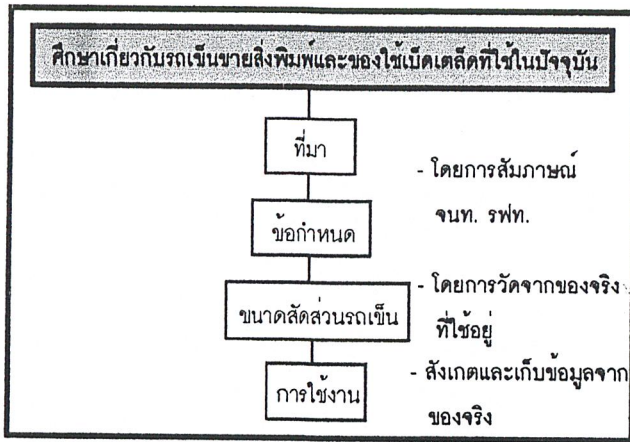 ศึกษาเกี่ยวกับรถเข็นขายสิ่งพิมพ์และของใช้เบ็ดเตล็ดที่ใช้ในปัจจุบัน
ที่มา
- โดยการสัมภาษณ์
จนท. รฟท.
ข้อกำหนด
- โดยการวัดจากของจริง
ที่ใช้อยู่
ขนาดสัดส่วนรถเข็น
- สังเกตและเก็บข้อมูลจาก
ของจริง
การใช้งาน